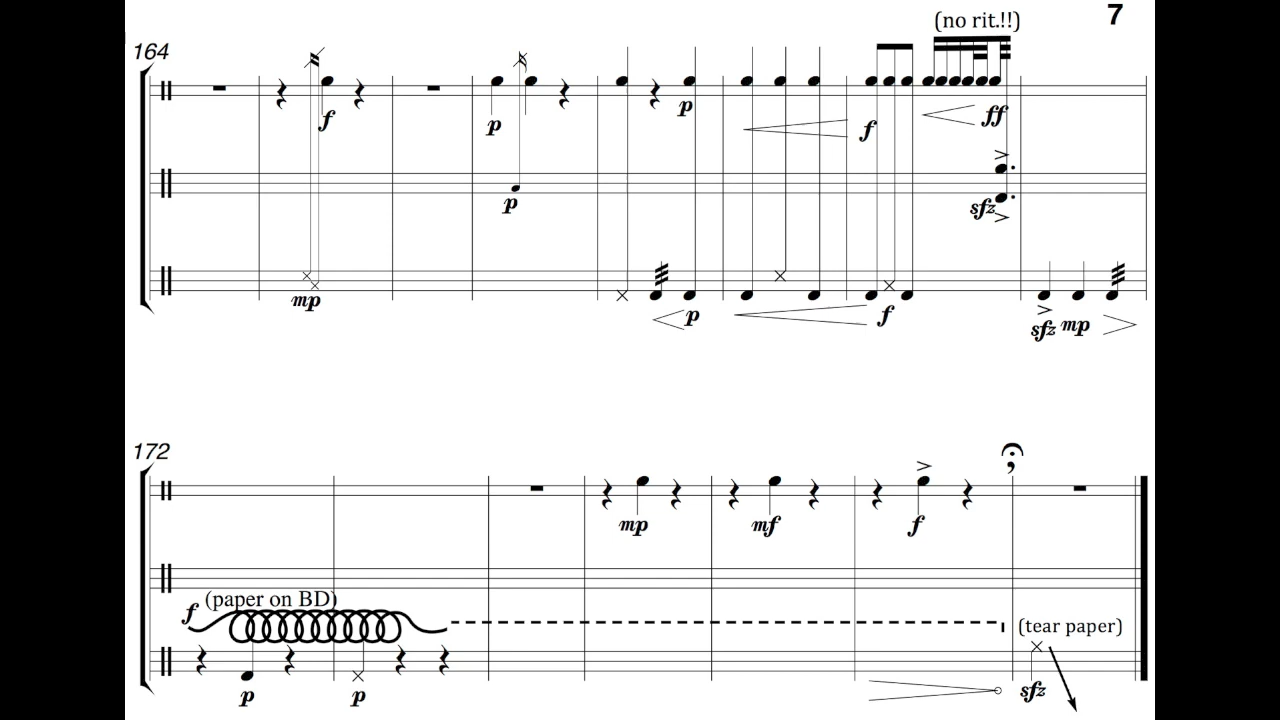 (no rit.!!) 7
164
f p p f ff
p sfz
mp p f sfz mp
172
mp mf f
f (paper on BD)
(tear paper)
p p sfz